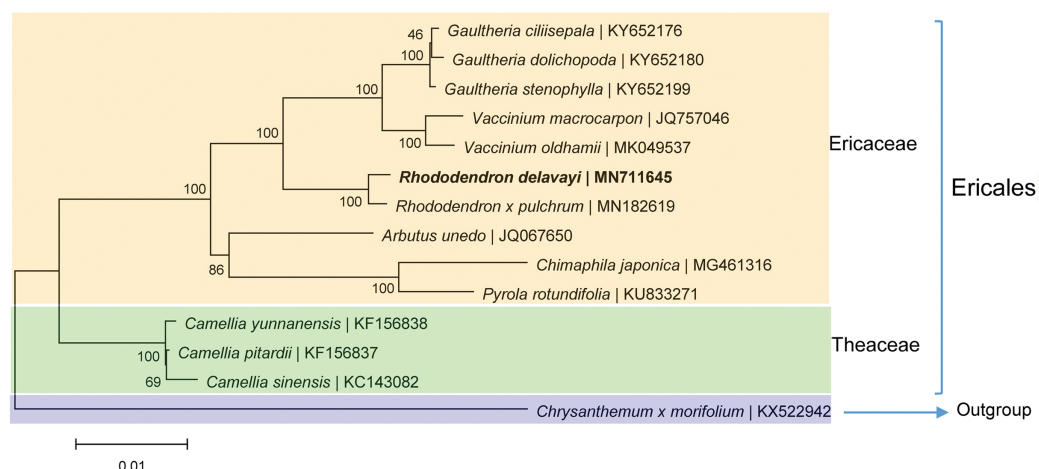 46
Gaultheria ciliisepala | KY652176
100
Gaultheria dolichopoda | KY652180
100
Gaultheria stenophylla | KY652199
Vaccinium macrocarpon | JQ757046
100
100
Vaccinium oldhamii | MK049537
Ericaceae
Rhododendron delavayi | MN711645
100
100
Rhododendron x pulchrum | MN182619
Ericales
Arbutus unedo | JQ067650
86
Chimaphila japonica | MG461316
100
Pyrola rotundifolia | KU833271
Camellia yunnanensis | KF156838
100
Camellia pitardii | KF156837
Theaceae
69
Camellia sinensis | KC143082
Chrysanthemum x morifolium | KX522942
Outgroup
0.01